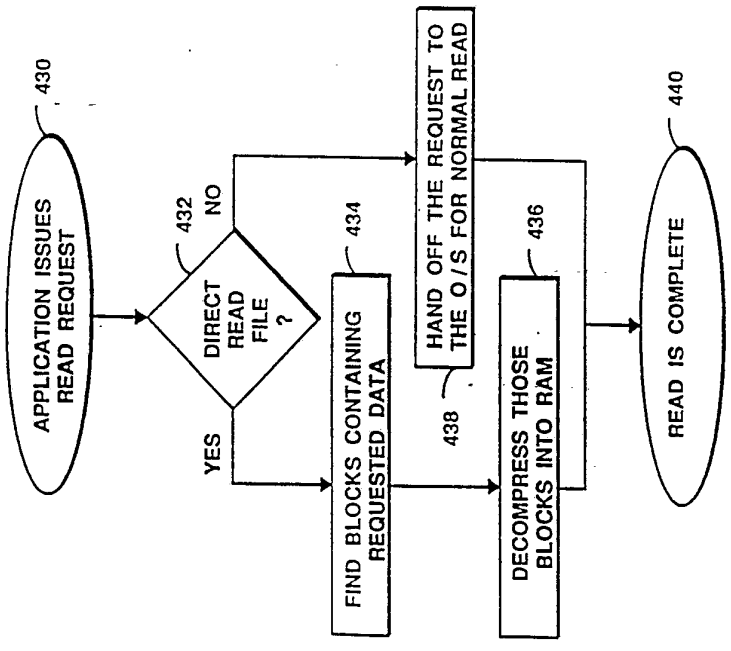 430
APPLICATION ISSUES
READ REQUEST
432
NO
YES
DIRECT
READ
FILE
?
434
FIND BLOCKS CONTAINING
REQUESTED DATA
HAND OFF THE REQUEST TO
THE O/S FOR NORMAL READ
438
436
DECOMPRESS THOSE
BLOCKS INTO RAM
440
READ IS COMPLETE